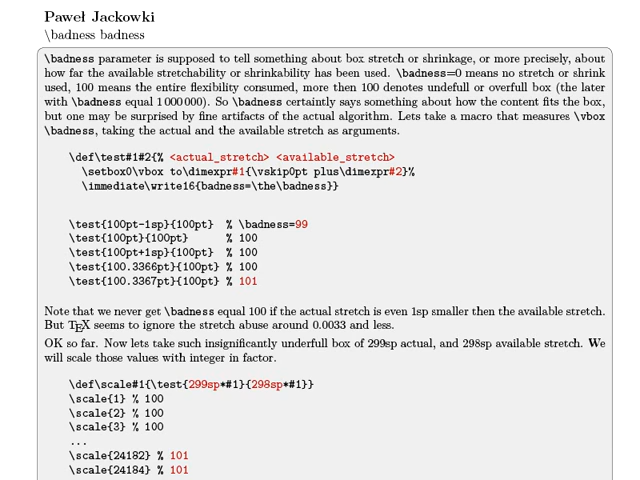 Paweł Jackowski
\badness badness
\badness parameter is supposed to tell something about box stretch or shrinkage, or more precisely, about
how far the available stretchability or shrinkability has been used. \badness=0 means no stretch or shrink
used, 100 means the entire flexibility consumed, more then 100 denotes undefull or overfull box (the later
with \badness equal 1 000 000). So \badness certaintly says something about how the content fits the box,
but one may be surprised by fine artifacts of the actual algorithm. Lets take a macro that measures \vbox
\badness, taking the actual and the available stretch as arguments.
\def\test#1#2{% <actual_stretch> <available_stretch>
\setbox0\vbox to\dimexpr#1{\vskip0pt plus\dimexpr#2}%
\immediate\write16{badness=\the\badness}}
\test{100pt-1sp}{100pt} % \badness=99
\test{100pt}{100pt} % 100
\test{100pt+1sp}{100pt} % 100
\test{100.3366pt}{100pt} % 100
\test{100.3367pt}{100pt} % 101
Note that we never get \badness equal 100 if the actual stretch is even 1sp smaller then the available stretch.
But TEX seems to ignore the stretch abuse around 0.0033 and less.
OK so far. Now lets take such insignificantly underfull box of 299sp actual, and 298sp available stretch. We
will scale those values with integer in factor.
\def\scale#1{\test{299sp*#1}{298sp*#1}}
\scale{1} % 100
\scale{2} % 100
\scale{3} % 100
...
\scale{24182} % 101
\scale{24184} % 101